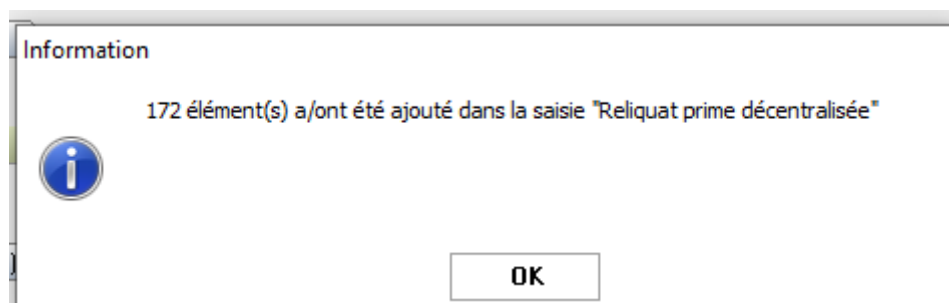 Information
172 élément(s) a/ont été ajouté dans la saisie "Reliquat prime décentralisée"
OK